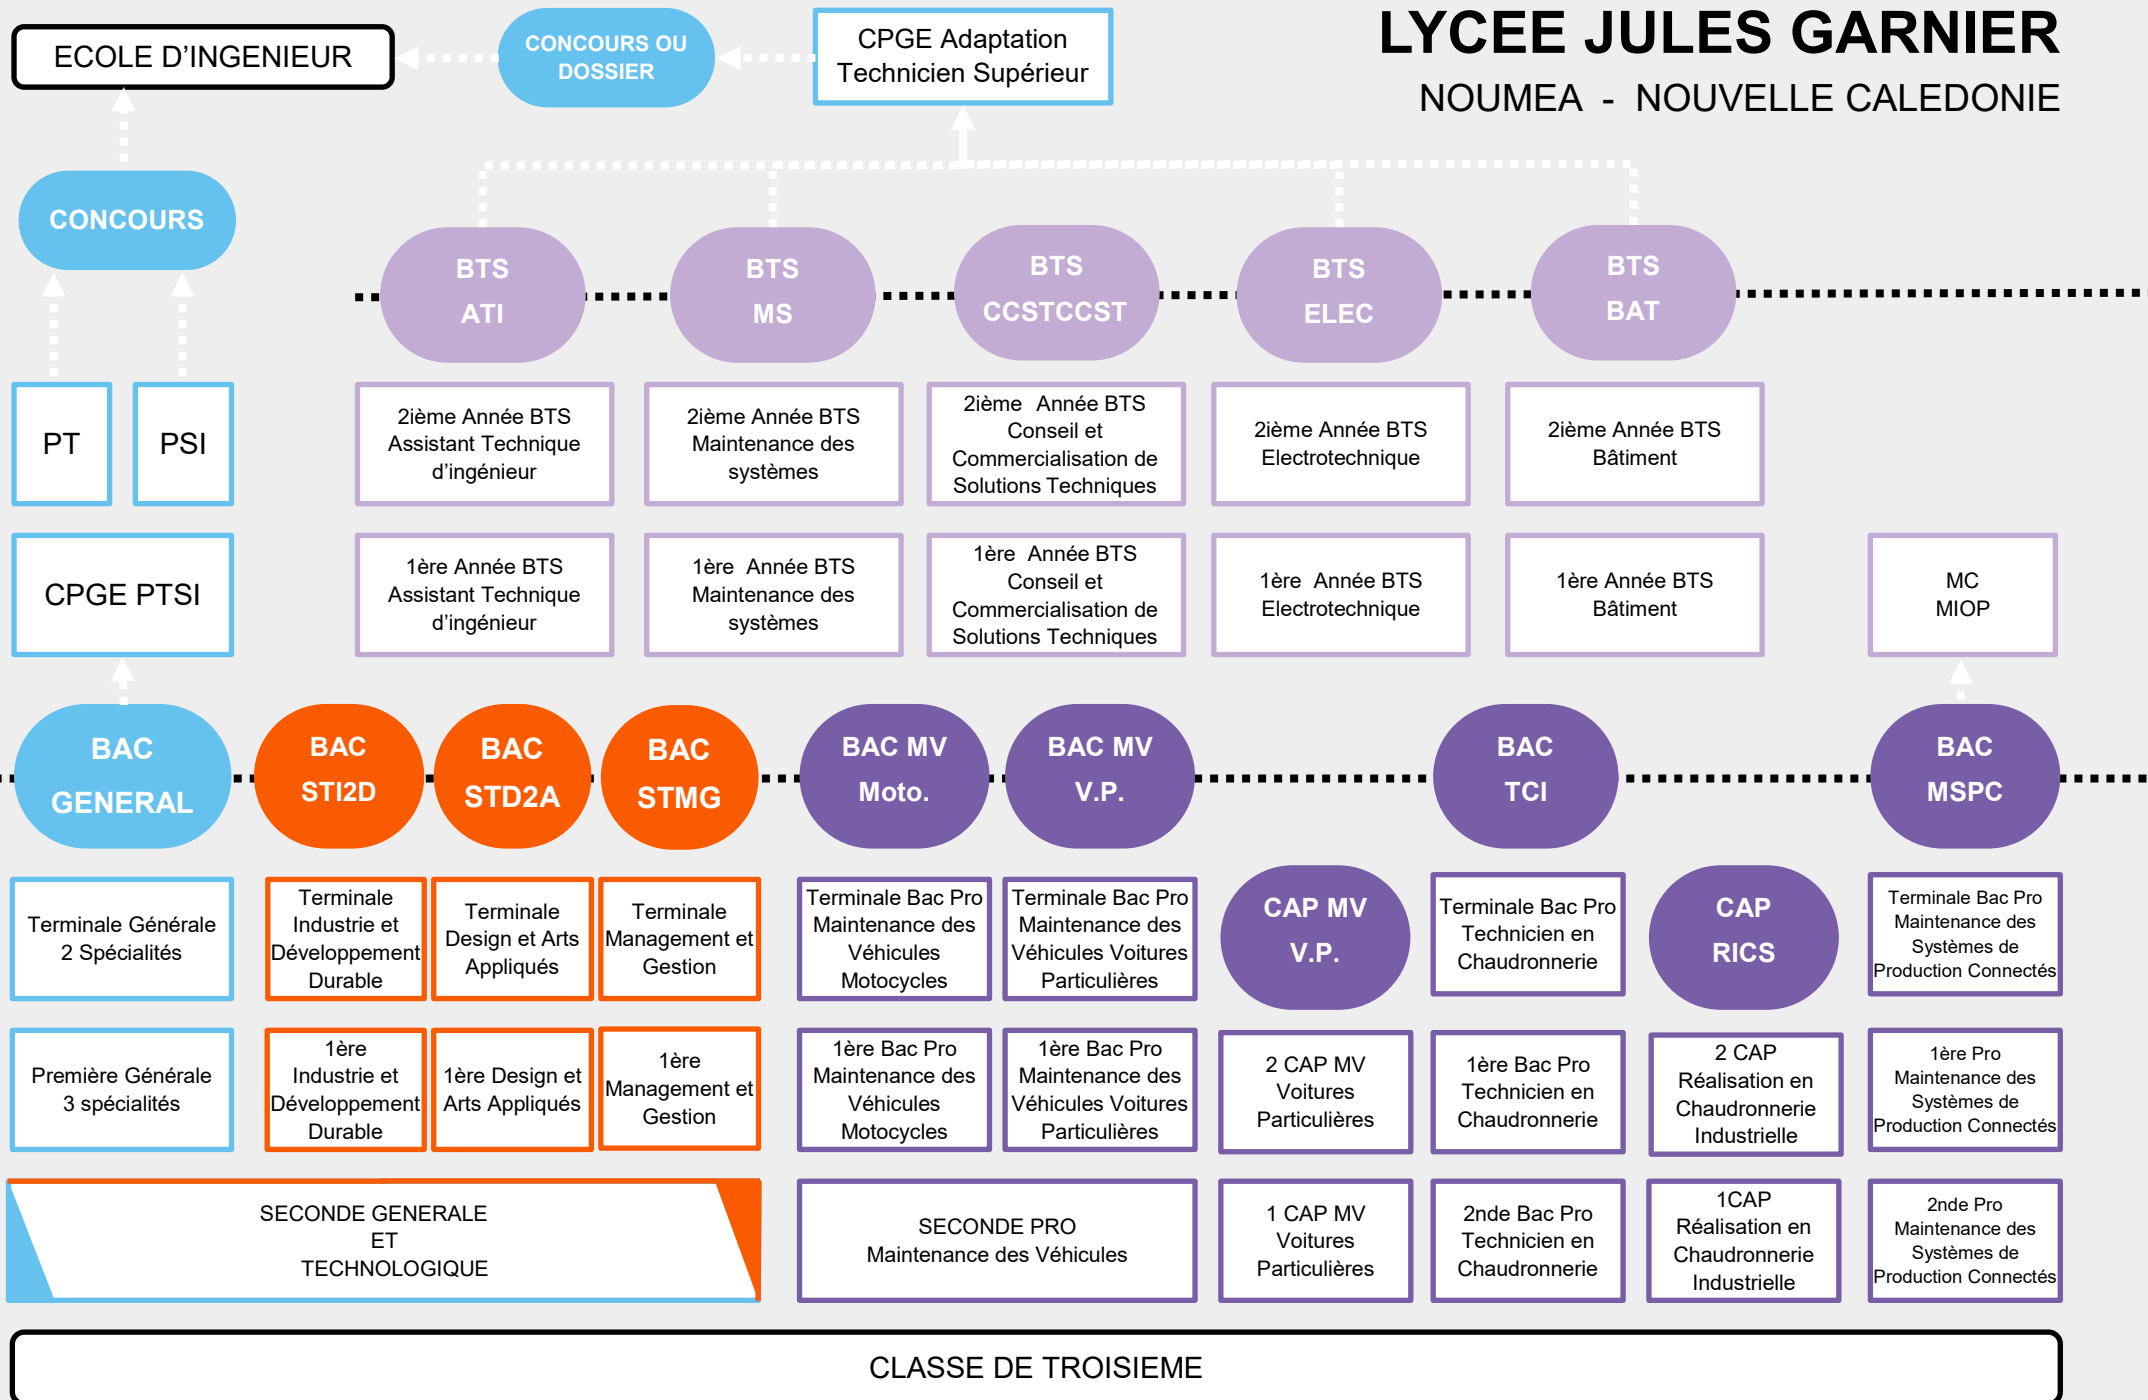 LYCEE JULES GARNIER
NOUMEA - NOUVELLE CALEDONIE
ECOLE D'INGENIEUR
CONCOURS OU
DOSSIER
CPGE Adaptation
Technicien Supérieur
CONCOURS
BTS
ATI
BTS
MS
BTS
CCSTCCST
BTS
ELEC
BTS
BAT
PT
PSI
2ième Année BTS
Assistant Technique
d'ingénieur
2ième Année BTS
Maintenance des
systèmes
2ième Année BTS
Conseil et
Commercialisation de
Solutions Techniques
2ième Année BTS
Electrotechnique
2ième Année BTS
Bâtiment
CPGE PTSI
1ère Année BTS
Assistant Technique
d'ingénieur
1ère Année BTS
Maintenance des
systèmes
1ère Année BTS
Conseil et
Commercialisation de
Solutions Techniques
1ère Année BTS
Electrotechnique
1ère Année BTS
Bâtiment
MC
MIOP
BAC
GENERAL
BAC
STI2D
BAC
STD2A
BAC
STMG
BAC MV
Moto.
BAC MV
V.P.
BAC
TCI
BAC
MSPC
Terminale Générale
2 Spécialités
Terminale
Industrie et
Développement
Durable
Terminale
Design et Arts
Appliqués
Terminale
Management et
Gestion
Terminale Bac Pro
Maintenance des
Véhicules
Motocycles
Terminale Bac Pro
Maintenance des
Véhicules Voitures
Particulières
CAP MV
V.P.
Terminale Bac Pro
Technicien en
Chaudronnerie
CAP
RICS
Terminale Bac Pro
Maintenance des
Systèmes de
Production Connectés
Première Générale
3 spécialités
1ère
Industrie et
Développement
Durable
1ère Design et
Arts Appliqués
1ère
Management et
Gestion
1ère Bac Pro
Maintenance des
Véhicules
Motocycles
1ère Bac Pro
Maintenance des
Véhicules Voitures
Particulières
2 CAP MV
Voitures
Particulières
1ère Bac Pro
Technicien en
Chaudronnerie
2 CAP
Réalisation en
Chaudronnerie
Industrielle
1ère Pro
Maintenance des
Systèmes de
Production Connectés
SECONDE GENERALE
ET
TECHNOLOGIQUE
SECONDE PRO
Maintenance des Véhicules
1 CAP MV
Voitures
Particulières
2nde Bac Pro
Technicien en
Chaudronnerie
1CAP
Réalisation en
Chaudronnerie
Industrielle
2nde Pro
Maintenance des
Systèmes de
Production Connectés
CLASSE DE TROISIEME